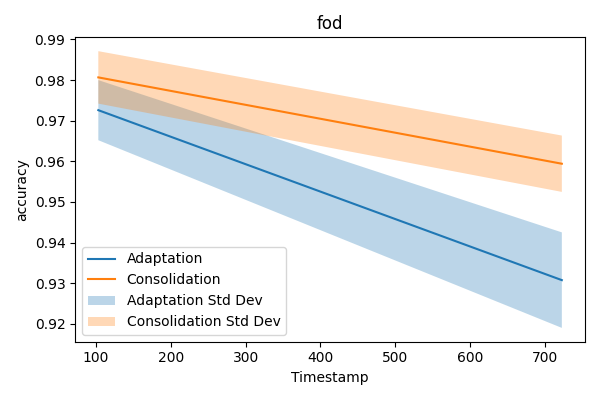 fod
0.99
0.98
0.97
0.96
0.95
0.94
0.93
0.92
accuracy
Adaptation
Consolidation
Adaptation Std Dev
Consolidation Std Dev
100 200 300 400 500 600 700
Timestamp